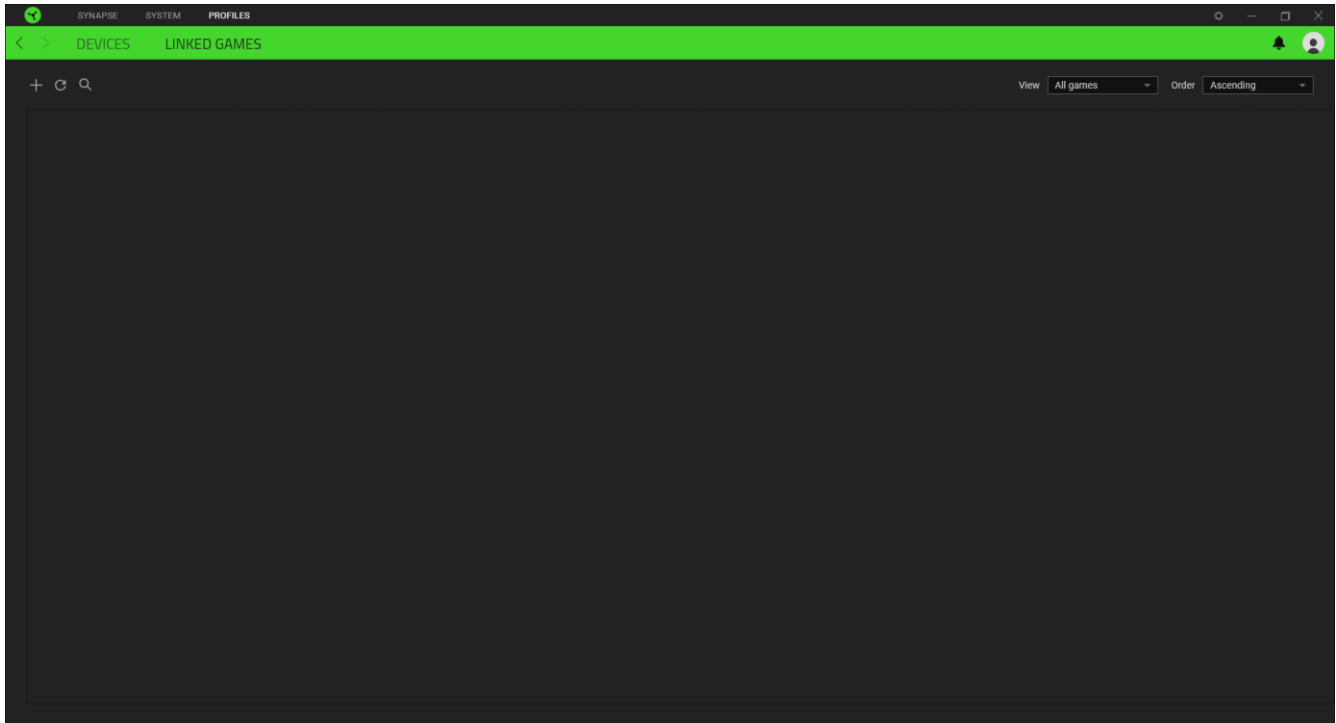 SYNAPSE SYSTEM PROFILES
DEVICES LINKED GAMES
View All games Order Ascending